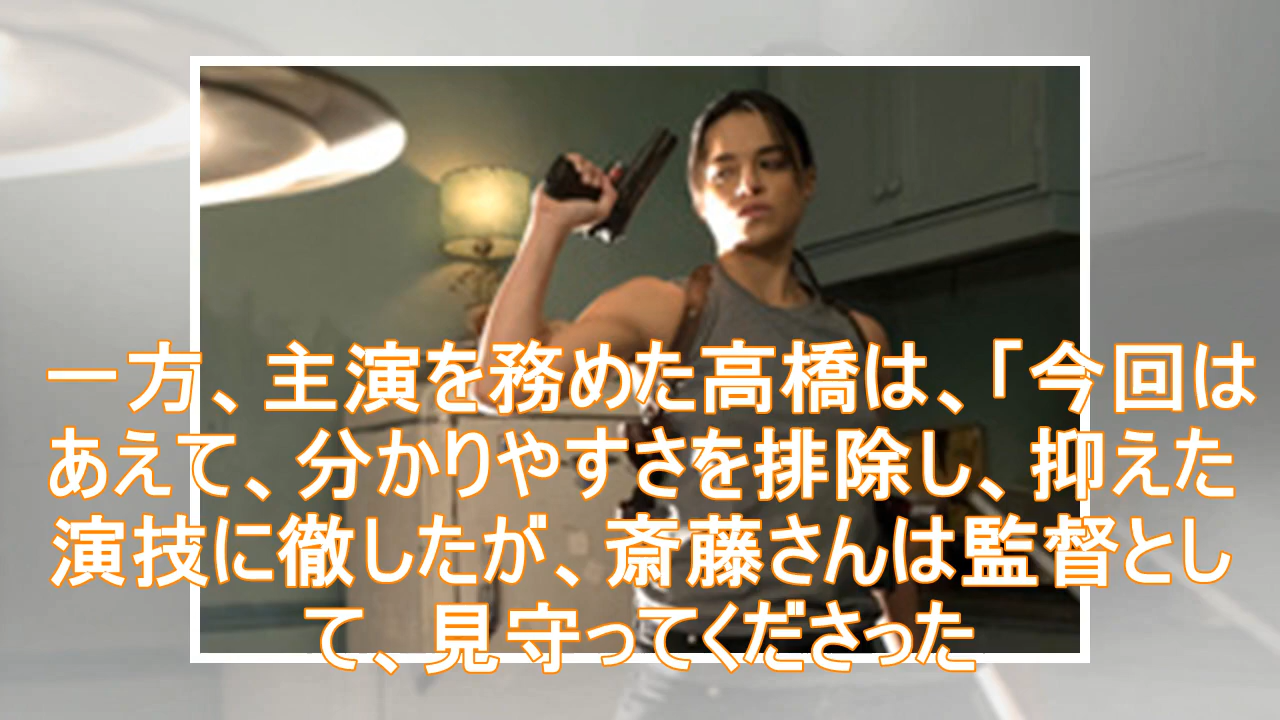 一方、主演を務めた高橋は、「今回は
あえて、分かりやすさを排除し、抑えた
演技に徹したが、斎藤さんは監督とし
て、見守ってくださった